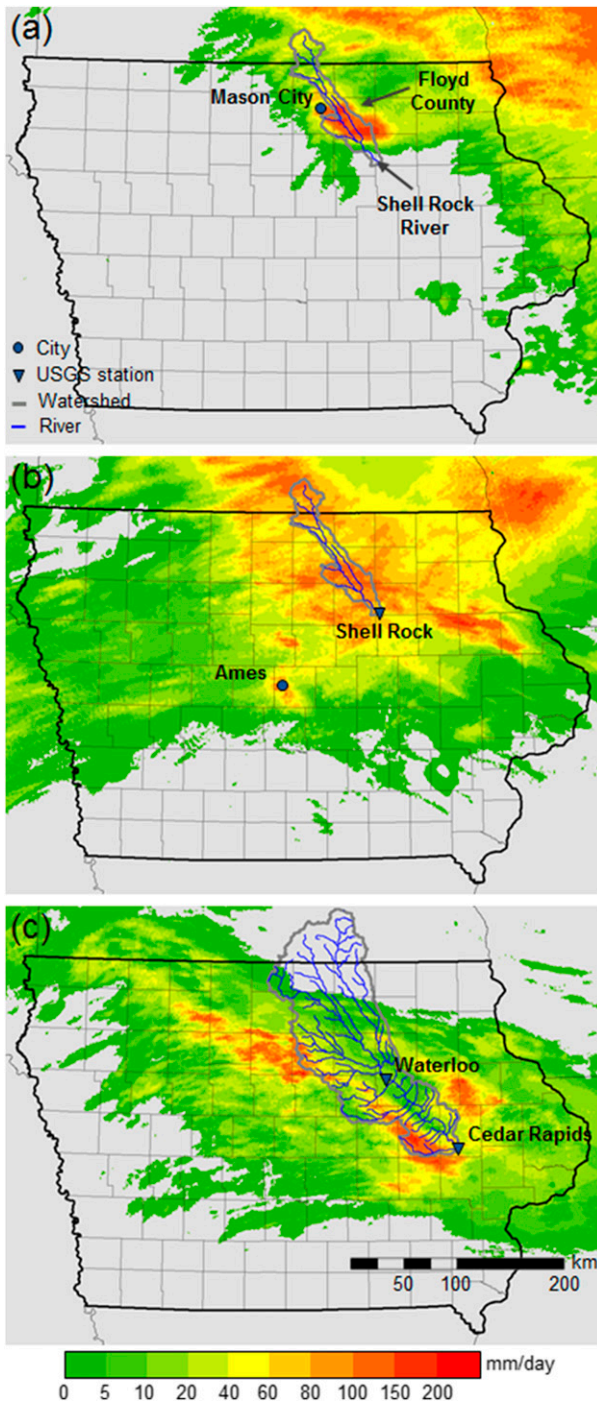 (a)
Mason City
Floyd
County
Shell Rock
River
City
USGS station
Watershed
River
(b)
Shell Rock
Ames
(c)
Waterloo
Cedar Rapids
km
50 100 200
mm/day
0 5 10 20 40 60 80 100 150 200